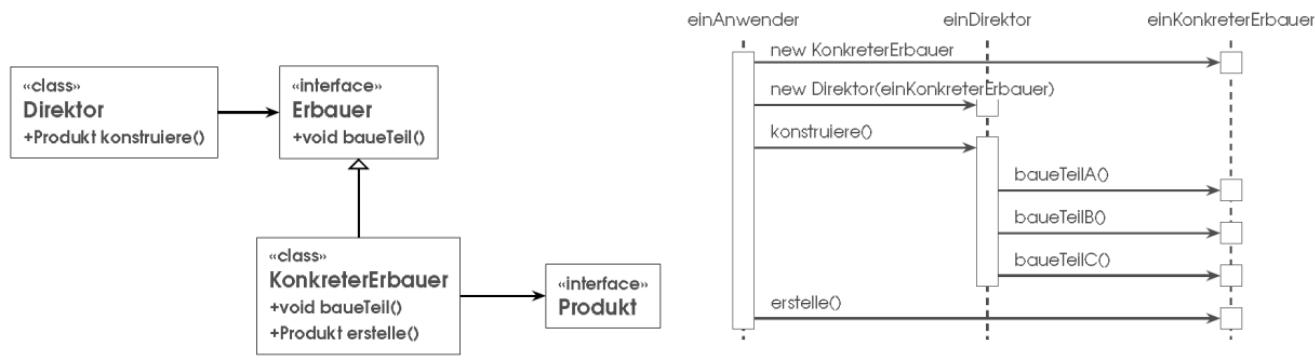 «class»
Direktor
+Produkt konstruiere()
«interface»
Erbauer
+void baueTeil()
«class»
KonkreterErbauer
+void baueTeil()
+Produkt erstelle()
«interface»
Produkt
einAnwender
einDirektor
einKonkreterErbauer
new KonkreterErbauer
new Direktor(einKonkreterErbauer)
konstruiere()
baueTeilA()
baueTeilB()
baueTeilC()
erstelle()